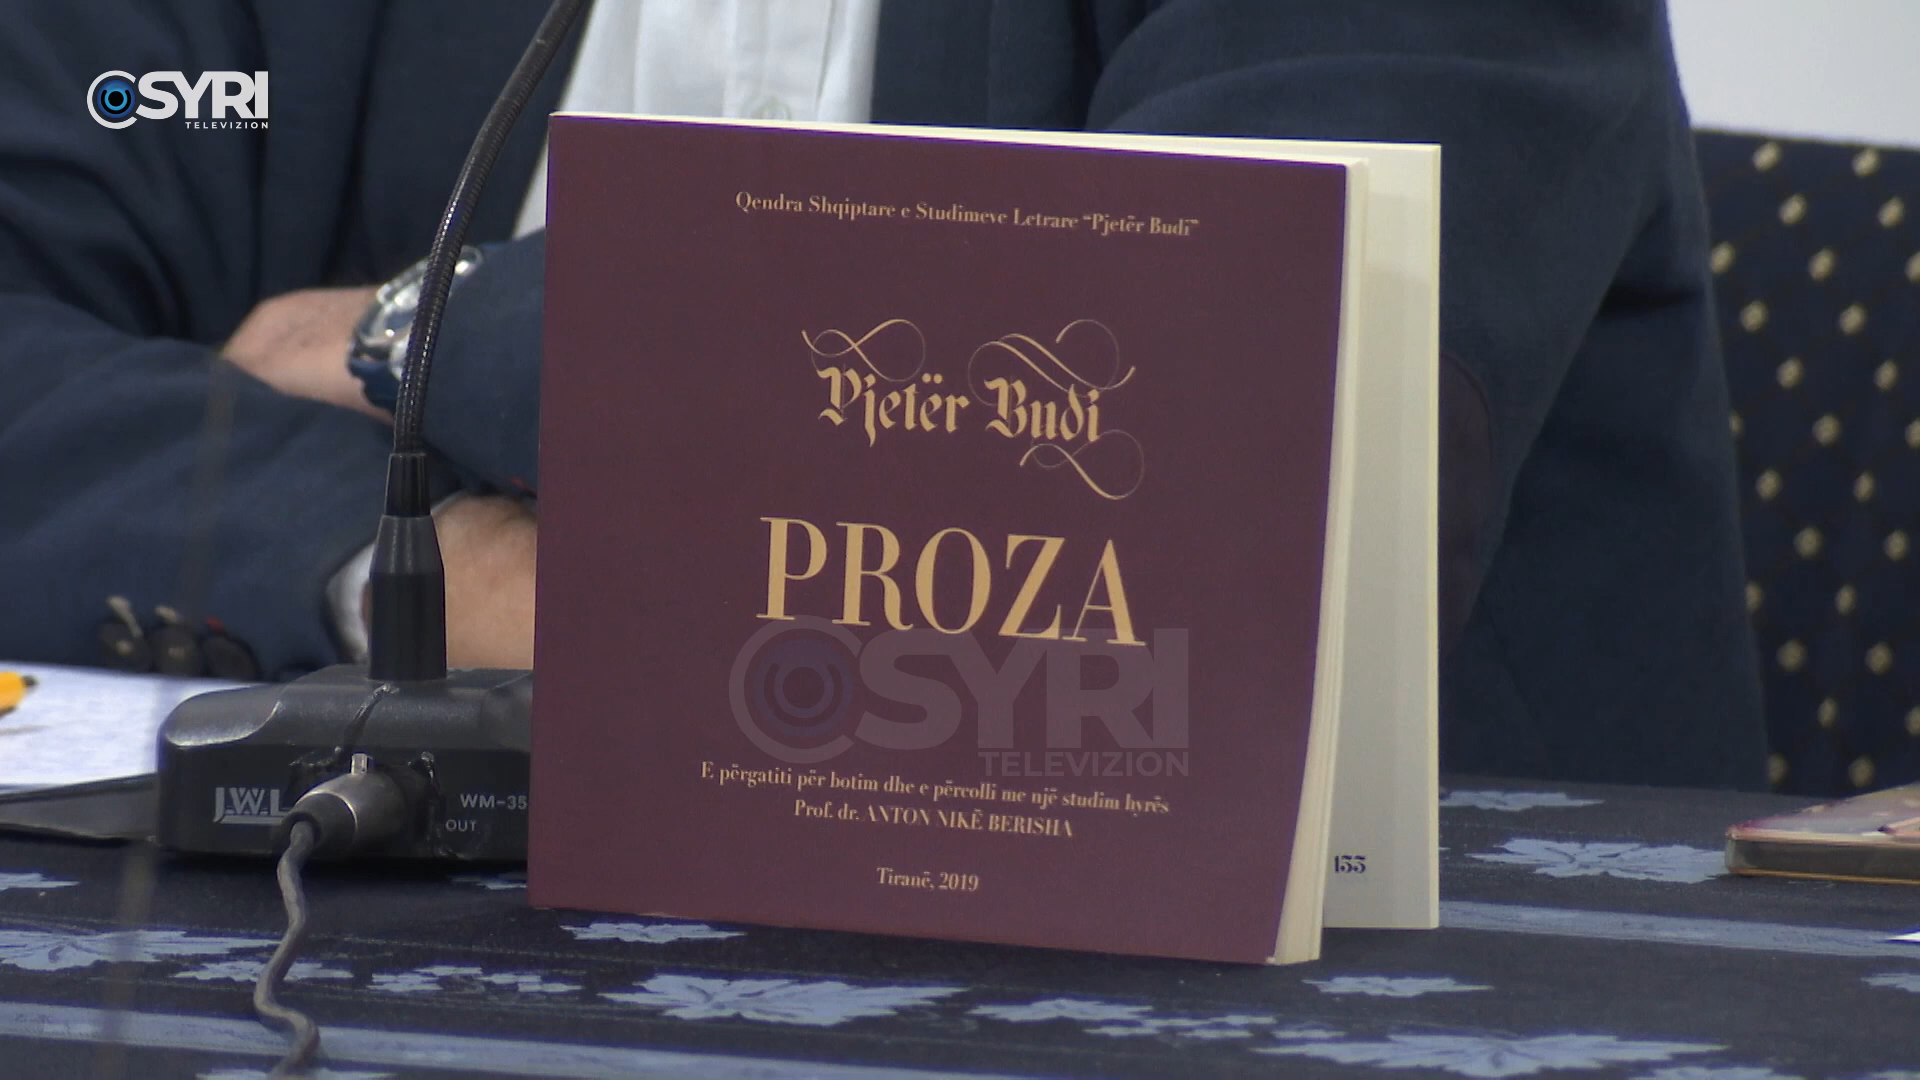 SYRI
TELEVIZION
Qendra Shqiptare e Studimeve Letrare “Pjetër Budi”
Pjetër Budi
PROZA
SYRI
TELEVIZION
E përgatiti për botim dhe e përcolli me një studim hyrës
Prof. dr. ANTON NIKË BERISHA
Tiranë, 2019
J.W.L
WM-35
OUT
155